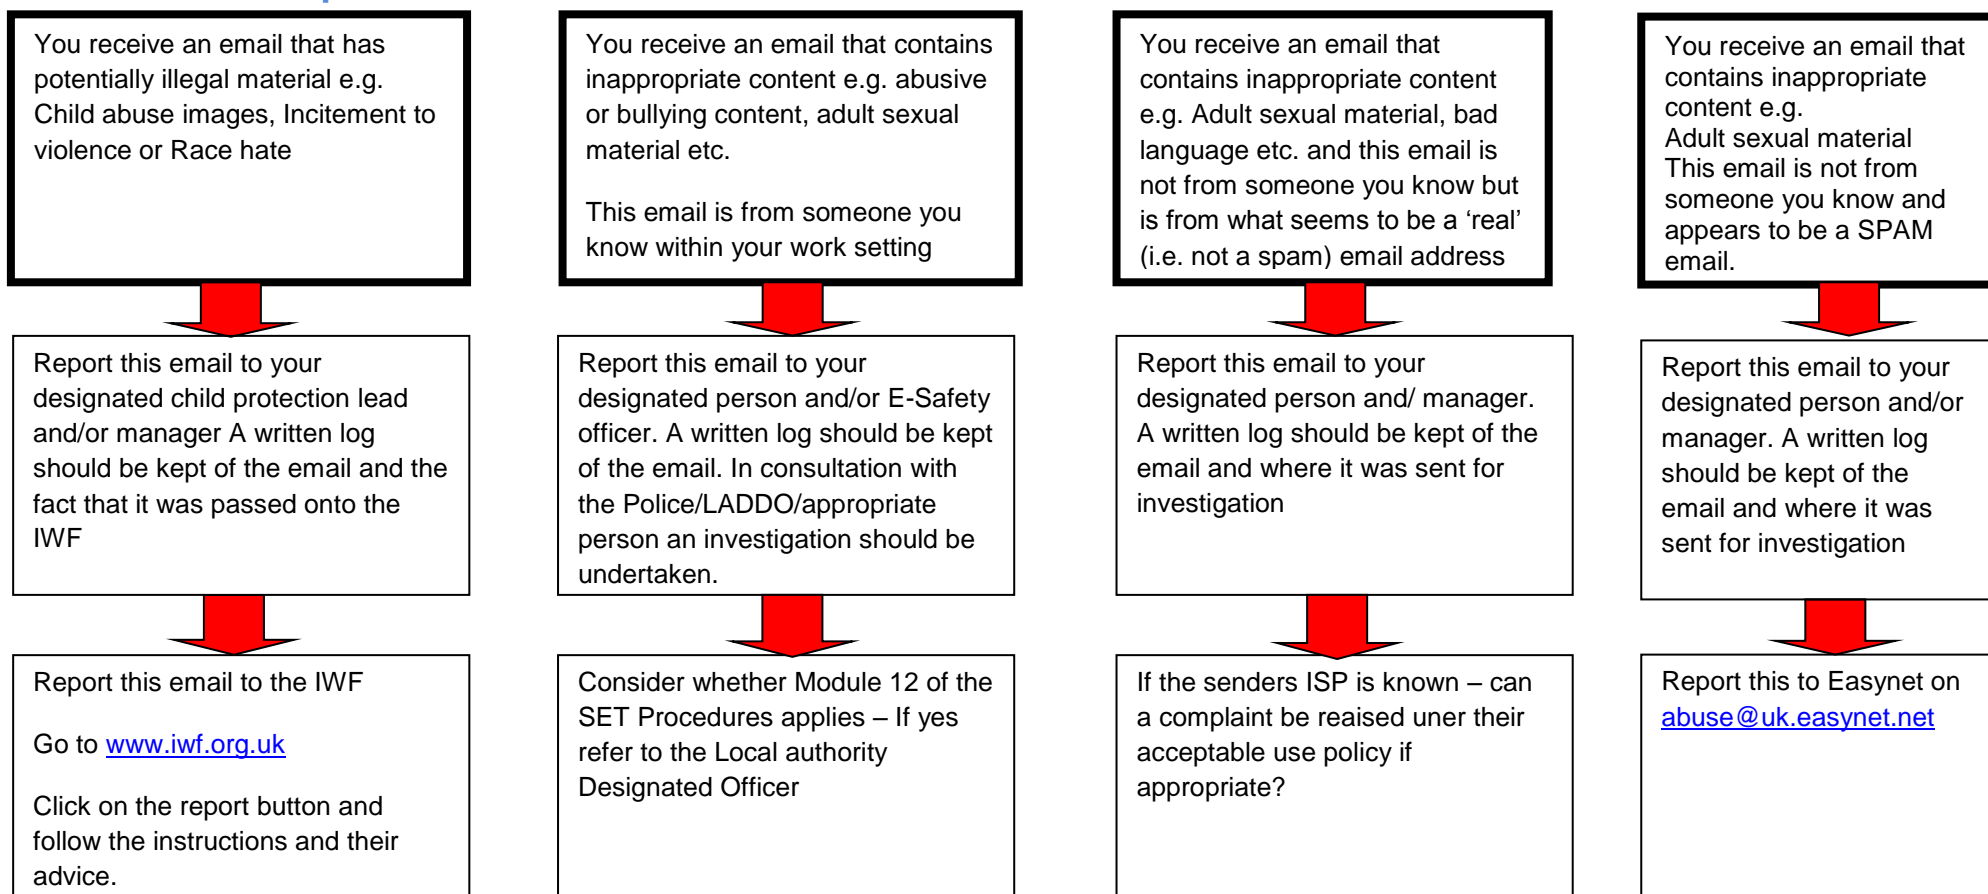 You receive an email that has
potentially illegal material e.g.
Child abuse images, Incitement to
violence or Race hate
Report this email to your
designated child protection lead
and/or manager A written log
should be kept of the email and the
fact that it was passed onto the
IWF
Report this email to the IWF
Go to www.iwf.org.uk
Click on the report button and
follow the instructions and their
advice.
You receive an email that contains
inappropriate content e.g. abusive
or bullying content, adult sexual
material etc.
This email is from someone you
know within your work setting
Report this email to your
designated person and/or E-Safety
officer. A written log should be kept
of the email. In consultation with
the Police/LADDO/appropriate
person an investigation should be
undertaken.
Consider whether Module 12 of the
SET Procedures applies – If yes
refer to the Local authority
Designated Officer
You receive an email that
contains inappropriate content
e.g. Adult sexual material, bad
language etc. and this email is
not from someone you know but
is from what seems to be a ‘real’
(i.e. not a spam) email address
Report this email to your
designated person and/ manager.
A written log should be kept of the
email and where it was sent for
investigation
If the senders ISP is known – can
a complaint be reaised uner their
acceptable use policy if
appropriate?
You receive an email that
contains inappropriate
content e.g.
Adult sexual material
This email is not from
someone you know and
appears to be a SPAM
email.
Report this email to your
designated person and/or
manager. A written log
should be kept of the
email and where it was
sent for investigation
Report this to Easynet on
abuse@uk.easynet.net